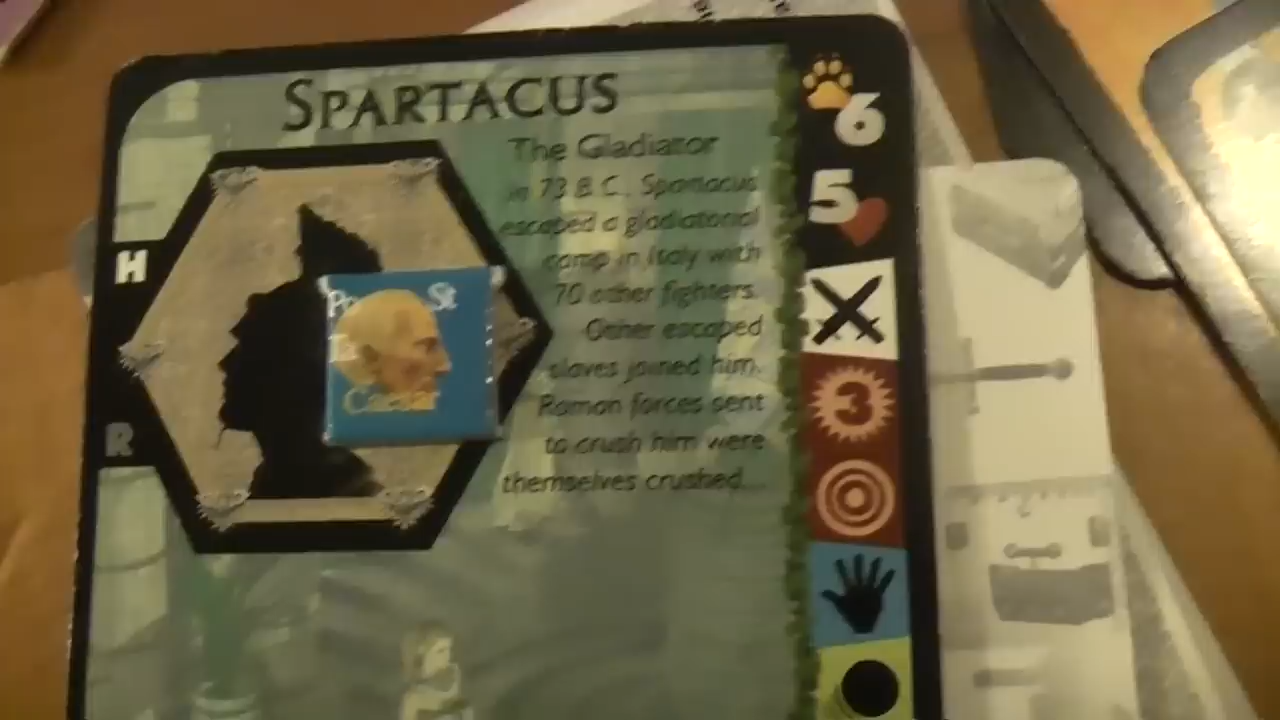 SPARTACUS
The Gladiator
in 73 B.C., Spartacus
escaped a gladiatorial
camp in Italy with
70 other fighters.
Other escaped
slaves joined him.
Roman forces sent
to crush him were
themselves crushed...
H
R
St
Caesar
6
5
3